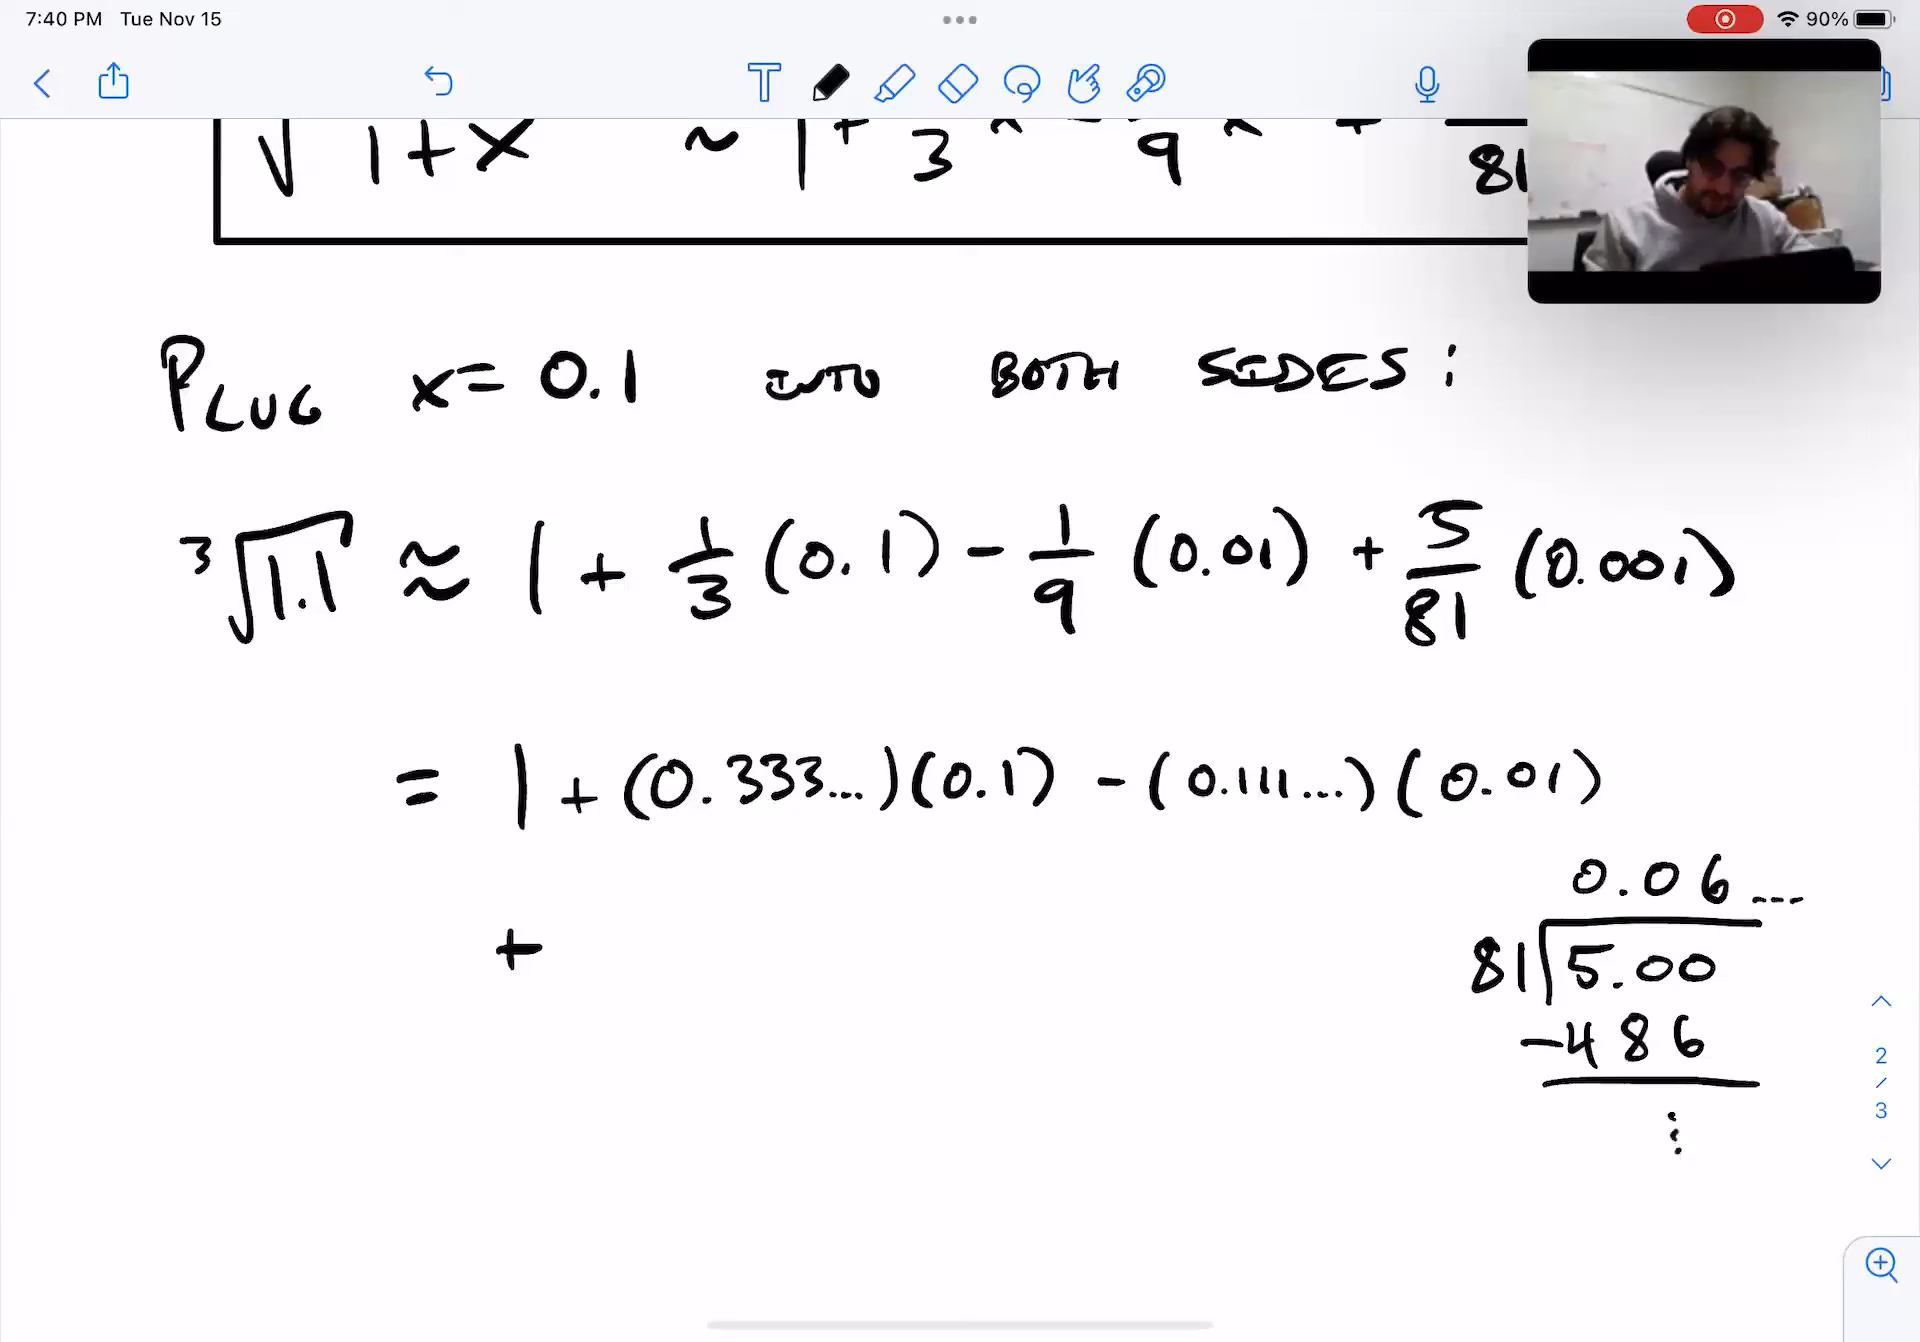 7:40 PM Tue Nov 15
90%
T
√1+x ≈ 1 + 1/3 x - 1/9 x + /81
PLUG x = 0.1 INTO BOTH SIDES:
³√1.1 ≈ 1 + 1/3 (0.1) - 1/9 (0.01) + 5/81 (0.001)
= 1 + (0.333...)(0.1) - (0.111...)(0.01)
+
0.06...
81 5.00
-486
⋮
2
/
3